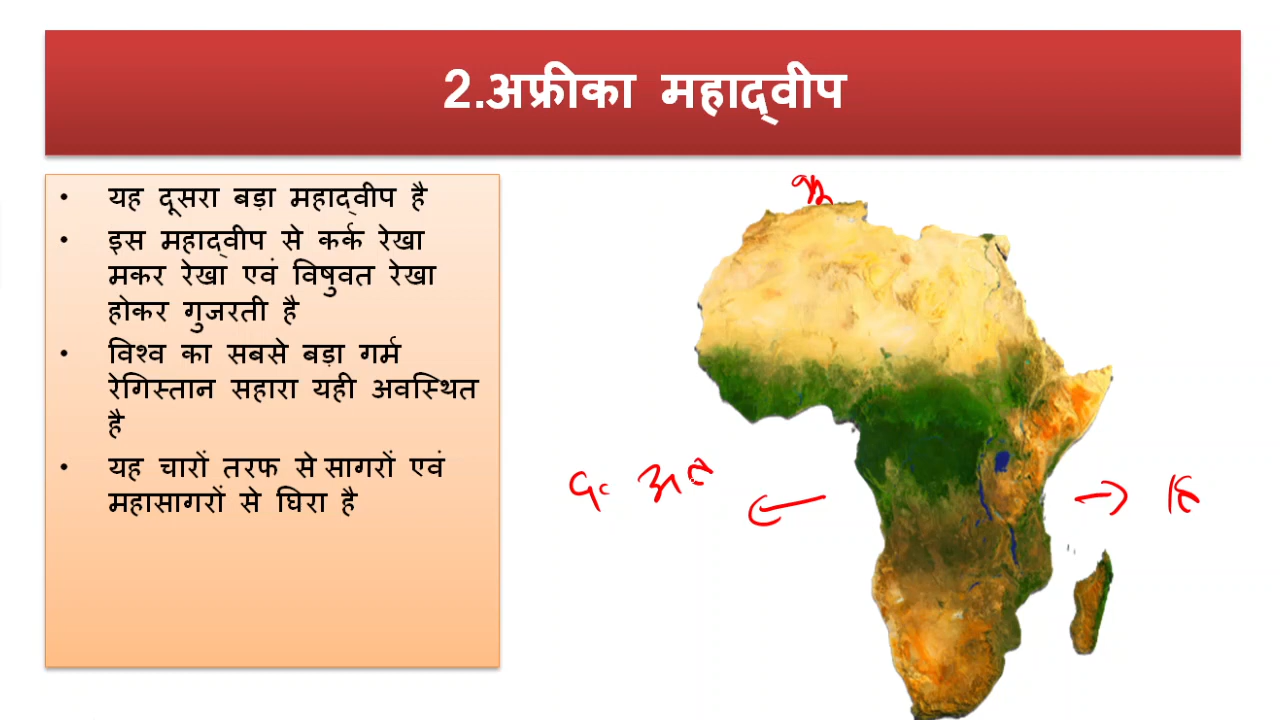 2.अफ्रीका महाद्वीप
• यह दूसरा बड़ा महाद्वीप है
• इस महाद्वीप से कर्क रेखा
मकर रेखा एवं विषुवत रेखा
होकर गुजरती है
• विश्व का सबसे बड़ा गर्म
रेगिस्तान सहारा यही अवस्थित
है
• यह चारों तरफ से सागरों एवं
महासागरों से घिरा है